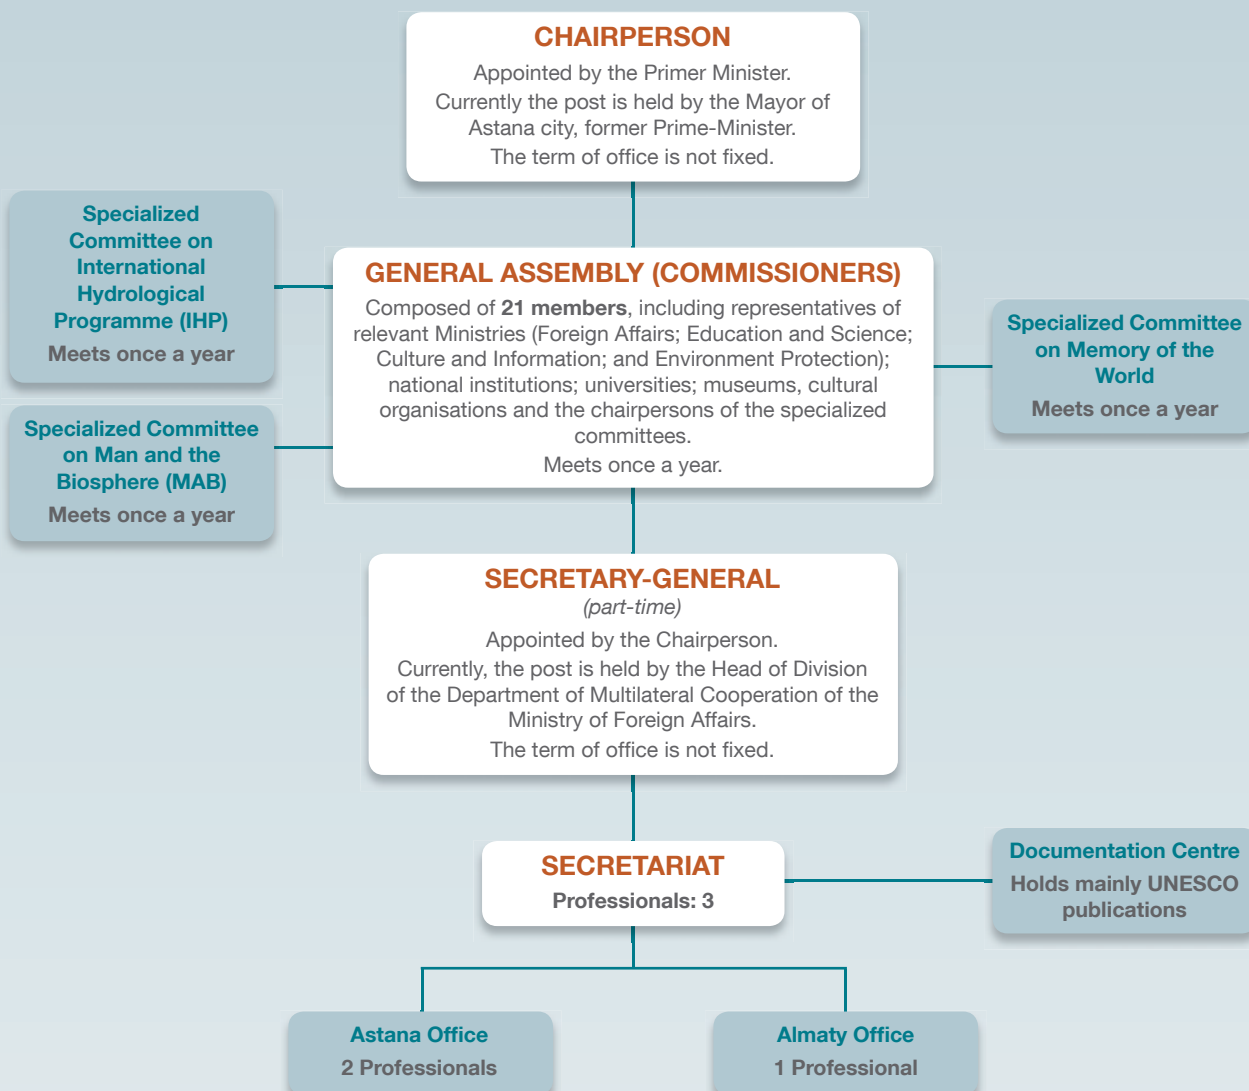 CHAIRPERSON
Appointed by the Primer Minister.
Currently the post is held by the Mayor of
Astana city, former Prime-Minister.
The term of office is not fixed.
Specialized
Committee on
International
Hydrological
Programme (IHP)
Meets once a year
GENERAL ASSEMBLY (COMMISSIONERS)
Composed of 21 members, including representatives of
relevant Ministries (Foreign Affairs; Education and Science;
Culture and Information; and Environment Protection);
national institutions; universities; museums, cultural
organisations and the chairpersons of the specialized
committees.
Meets once a year.
Specialized Committee
on Memory of the
World
Meets once a year
Specialized Committee
on Man and the
Biosphere (MAB)
Meets once a year
SECRETARY-GENERAL
(part-time)
Appointed by the Chairperson.
Currently, the post is held by the Head of Division
of the Department of Multilateral Cooperation of the
Ministry of Foreign Affairs.
The term of office is not fixed.
SECRETARIAT
Professionals: 3
Documentation Centre
Holds mainly UNESCO
publications
Astana Office
2 Professionals
Almaty Office
1 Professional